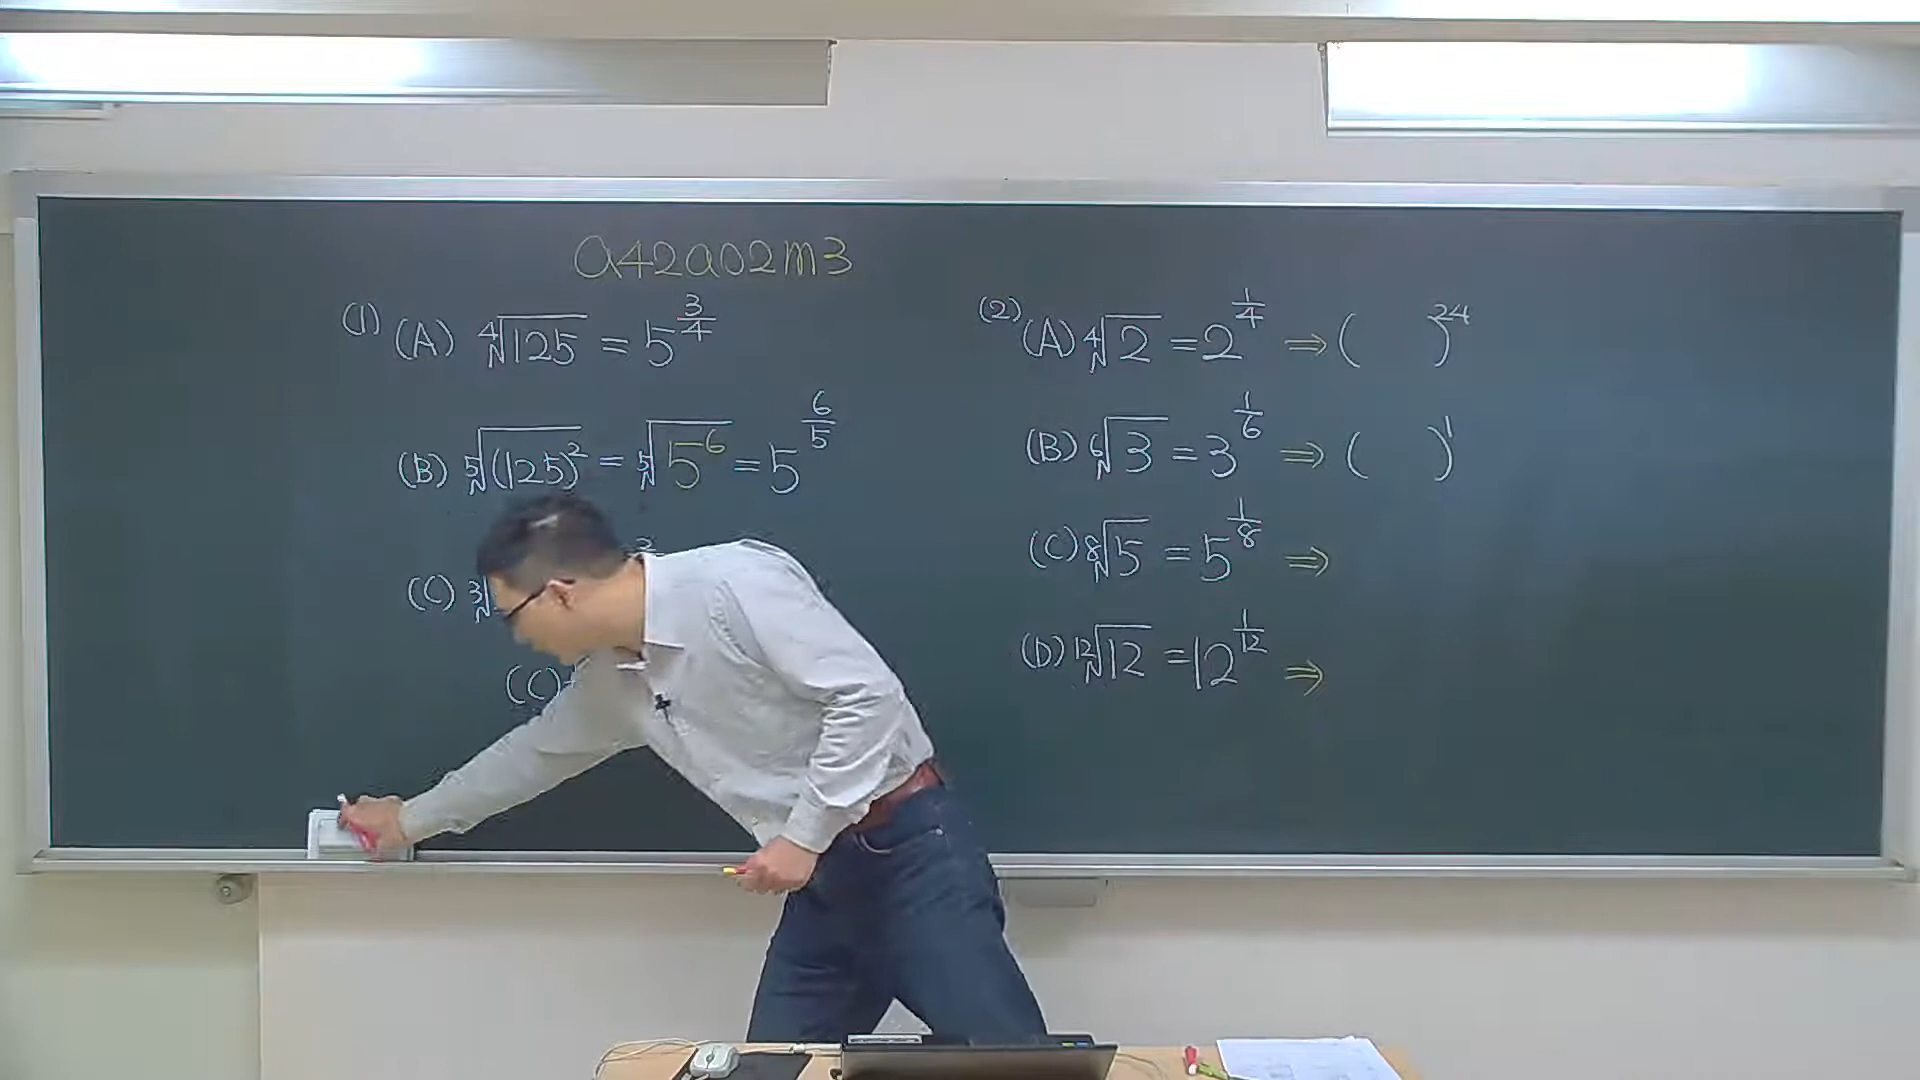 a42a02m3
(1) (A) ⁴√125 = 5^(3/4)
(B) ⁵√(125)² = ⁵√5⁶ = 5^(6/5)
(C) ³√
(C)
(2) (A) ⁴√2 = 2^(1/4) ⇒ ( )²⁴
(B) ⁶√3 = 3^(1/6) ⇒ ( )¹
(C) ⁸√5 = 5^(1/8) ⇒
(D) ¹²√12 = 12^(1/12) ⇒